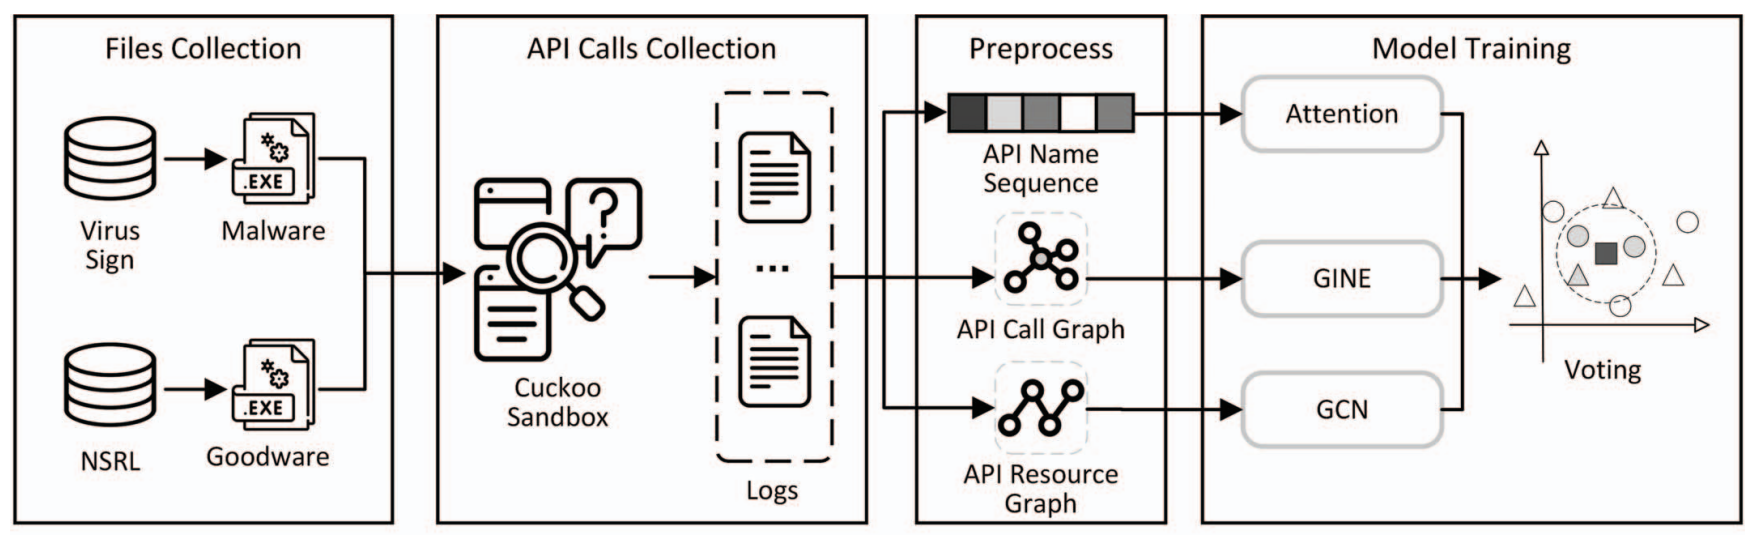 Files Collection
Virus
Sign
.EXE
Malware
NSRL
.EXE
Goodware
API Calls Collection
?
Cuckoo
Sandbox
...
Logs
Preprocess
API Name
Sequence
API Call Graph
API Resource
Graph
Model Training
Attention
GINE
GCN
Voting